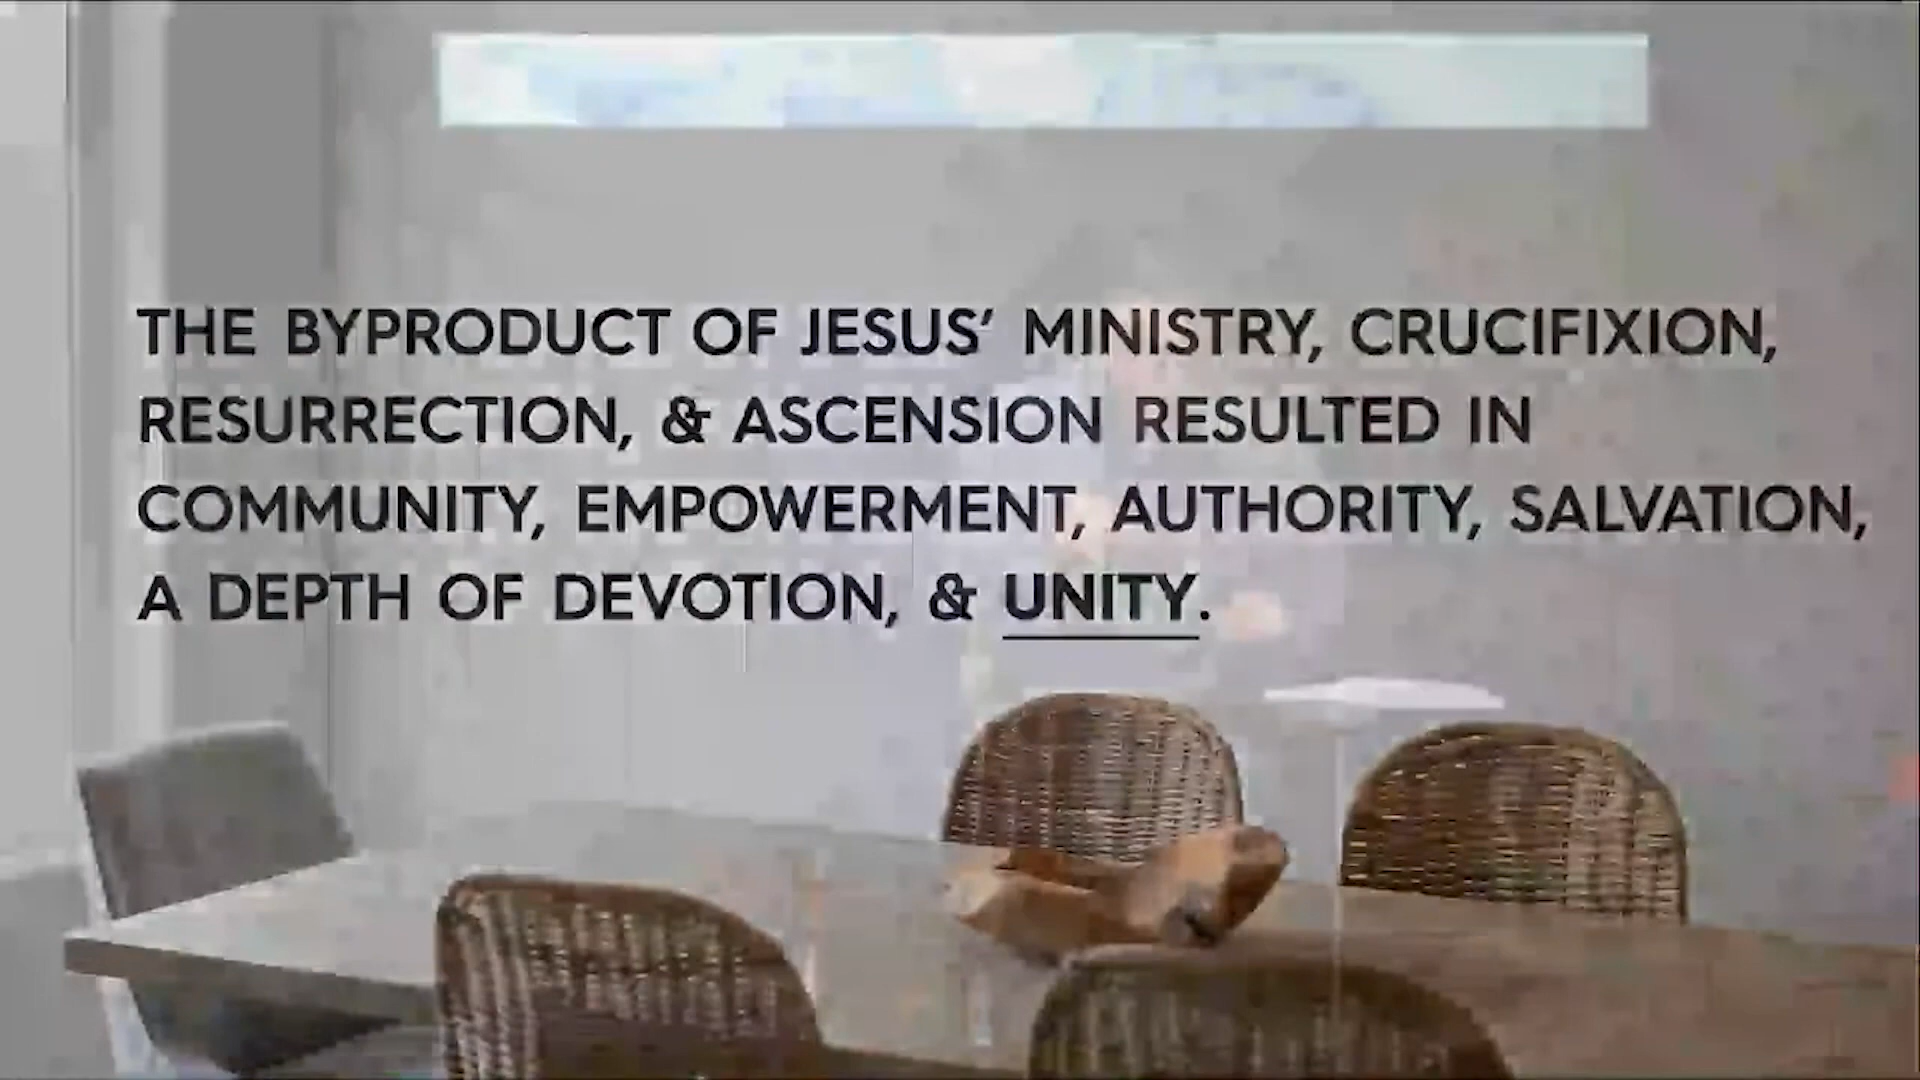 THE BYPRODUCT OF JESUS' MINISTRY, CRUCIFIXION,
RESURRECTION, & ASCENSION RESULTED IN
COMMUNITY, EMPOWERMENT, AUTHORITY, SALVATION,
A DEPTH OF DEVOTION, & UNITY.